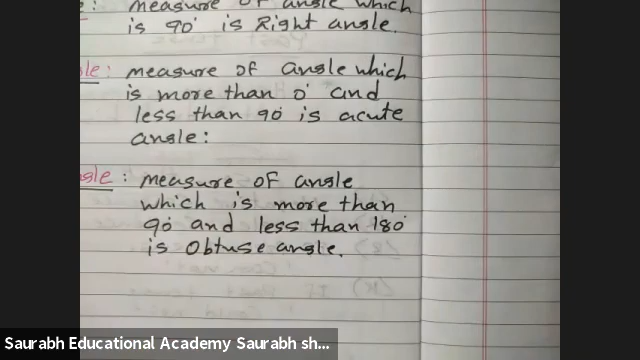 measure of angle which
is 90° is Right angle.
measure of angle which
is more than 0° and
less than 90° is acute
angle:
: measure of angle
which is more than
90° and less than 180°
is obtuse angle.
Saurabh Educational Academy Saurabh sh...